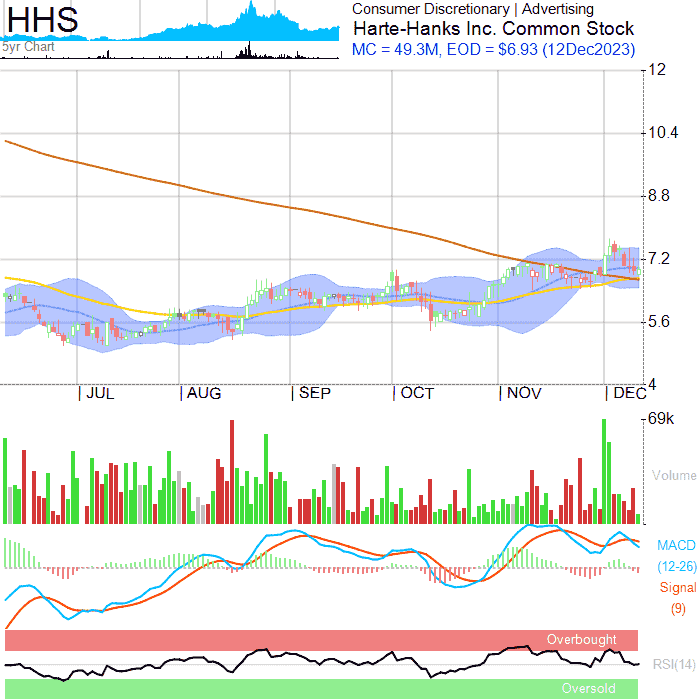 HHS
5yr Chart
Consumer Discretionary | Advertising
Harte-Hanks Inc. Common Stock
MC = 49.3M, EOD = $6.93 (12Dec2023)
12
10.4
8.8
7.2
5.6
4
JUL AUG SEP OCT NOV DEC
69k
Volume
MACD
(12-26)
Signal
(9)
Overbought
RSI(14)
Oversold